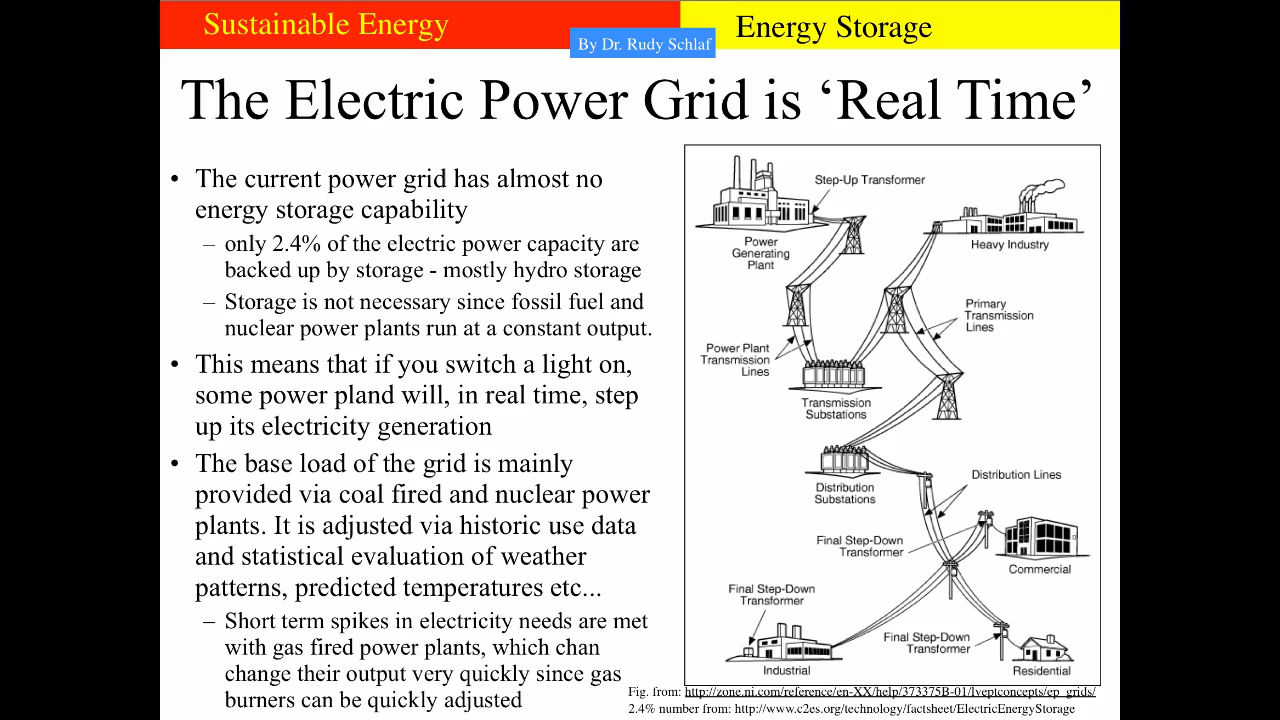 Sustainable Energy
Energy Storage
By Dr. Rudy Schlaf
The Electric Power Grid is ‘Real Time’
• The current power grid has almost no
energy storage capability
– only 2.4% of the electric power capacity are
backed up by storage - mostly hydro storage
– Storage is not necessary since fossil fuel and
nuclear power plants run at a constant output.
• This means that if you switch a light on,
some power pland will, in real time, step
up its electricity generation
• The base load of the grid is mainly
provided via coal fired and nuclear power
plants. It is adjusted via historic use data
and statistical evaluation of weather
patterns, predicted temperatures etc...
– Short term spikes in electricity needs are met
with gas fired power plants, which chan
change their output very quickly since gas
burners can be quickly adjusted
Step-Up Transformer
Power
Generating
Plant
Heavy Industry
Primary
Transmission
Lines
Power Plant
Transmission
Lines
Transmission
Substations
Distribution
Substations
Distribution Lines
Final Step-Down
Transformer
Commercial
Final Step-Down
Transformer
Final Step-Down
Transformer
Industrial
Residential
Fig. from: http://zone.ni.com/reference/en-XX/help/373375B-01/lveptconcepts/ep_grids/
2.4% number from: http://www.c2es.org/technology/factsheet/ElectricEnergyStorage